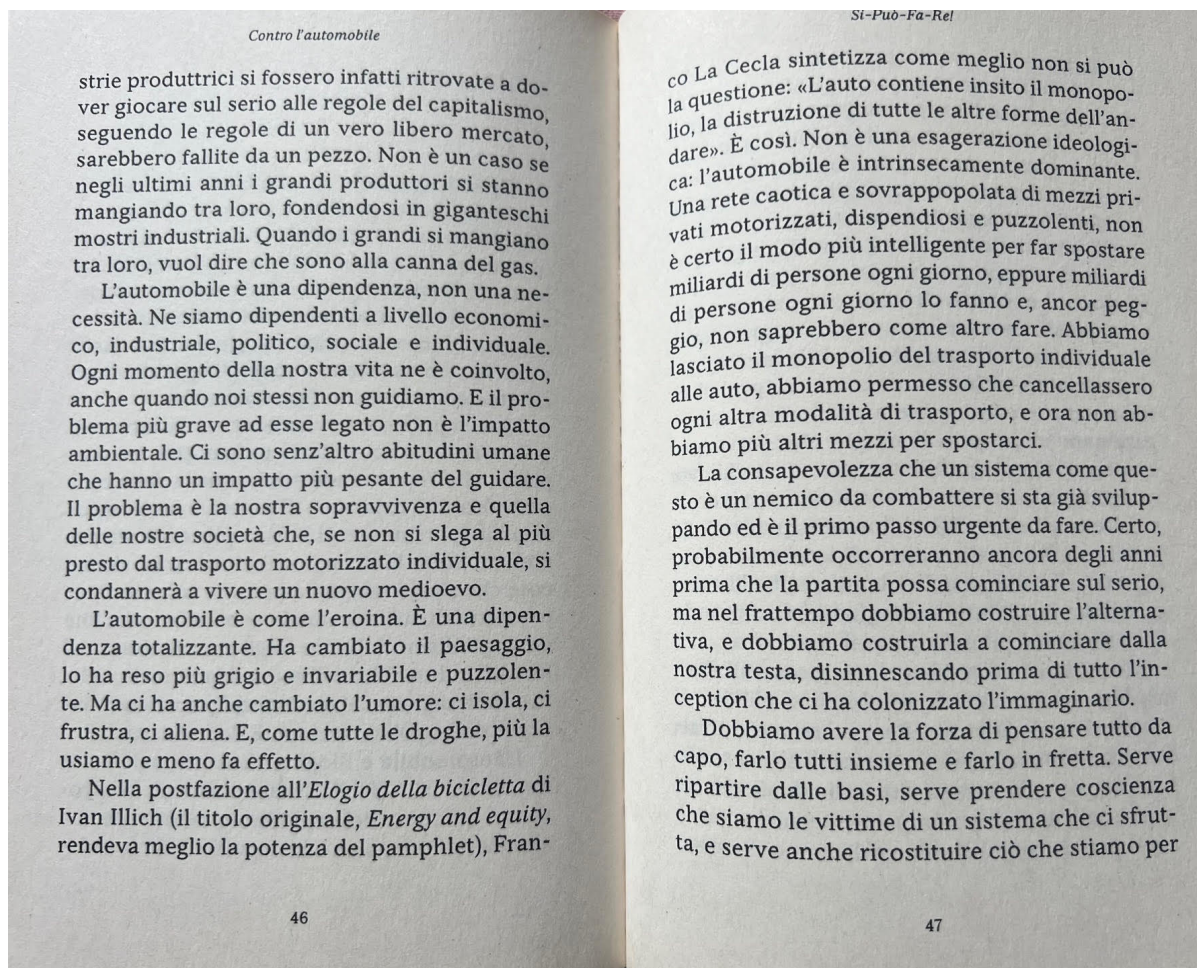 Contro l'automobile
strie produttrici si fossero infatti ritrovate a do-
ver giocare sul serio alle regole del capitalismo,
seguendo le regole di un vero libero mercato,
sarebbero fallite da un pezzo. Non è un caso se
negli ultimi anni i grandi produttori si stanno
mangiando tra loro, fondendosi in giganteschi
mostri industriali. Quando i grandi si mangiano
tra loro, vuol dire che sono alla canna del gas.
L'automobile è una dipendenza, non una ne-
cessità. Ne siamo dipendenti a livello economi-
co, industriale, politico, sociale e individuale.
Ogni momento della nostra vita ne è coinvolto,
anche quando noi stessi non guidiamo. E il pro-
blema più grave ad esse legato non è l'impatto
ambientale. Ci sono senz'altro abitudini umane
che hanno un impatto più pesante del guidare.
Il problema è la nostra sopravvivenza e quella
delle nostre società che, se non si slega al più
presto dal trasporto motorizzato individuale, si
condannerà a vivere un nuovo medioevo.
L'automobile è come l'eroina. È una dipen-
denza totalizzante. Ha cambiato il paesaggio,
lo ha reso più grigio e invariabile e puzzolen-
te. Ma ci ha anche cambiato l'umore: ci isola, ci
frustra, ci aliena. E, come tutte le droghe, più la
usiamo e meno fa effetto.
Nella postfazione all'Elogio della bicicletta di
Ivan Illich (il titolo originale, Energy and equity,
rendeva meglio la potenza del pamphlet), Fran-
46
Si-Può-Fa-Re!
co La Cecla sintetizza come meglio non si può
la questione: «L'auto contiene insito il monopo-
lio, la distruzione di tutte le altre forme dell'an-
dare». È così. Non è una esagerazione ideologi-
ca: l'automobile è intrinsecamente dominante.
Una rete caotica e sovrappopolata di mezzi pri-
vati motorizzati, dispendiosi e puzzolenti, non
è certo il modo più intelligente per far spostare
miliardi di persone ogni giorno, eppure miliardi
di persone ogni giorno lo fanno e, ancor peg-
gio, non saprebbero come altro fare. Abbiamo
lasciato il monopolio del trasporto individuale
alle auto, abbiamo permesso che cancellassero
ogni altra modalità di trasporto, e ora non ab-
biamo più altri mezzi per spostarci.
La consapevolezza che un sistema come que-
sto è un nemico da combattere si sta già svilup-
pando ed è il primo passo urgente da fare. Certo,
probabilmente occorreranno ancora degli anni
prima che la partita possa cominciare sul serio,
ma nel frattempo dobbiamo costruire l'alterna-
tiva, e dobbiamo costruirla a cominciare dalla
nostra testa, disinnescando prima di tutto l'in-
ception che ci ha colonizzato l'immaginario.
Dobbiamo avere la forza di pensare tutto da
capo, farlo tutti insieme e farlo in fretta. Serve
ripartire dalle basi, serve prendere coscienza
che siamo le vittime di un sistema che ci sfrut-
ta, e serve anche ricostituire ciò che stiamo per
47